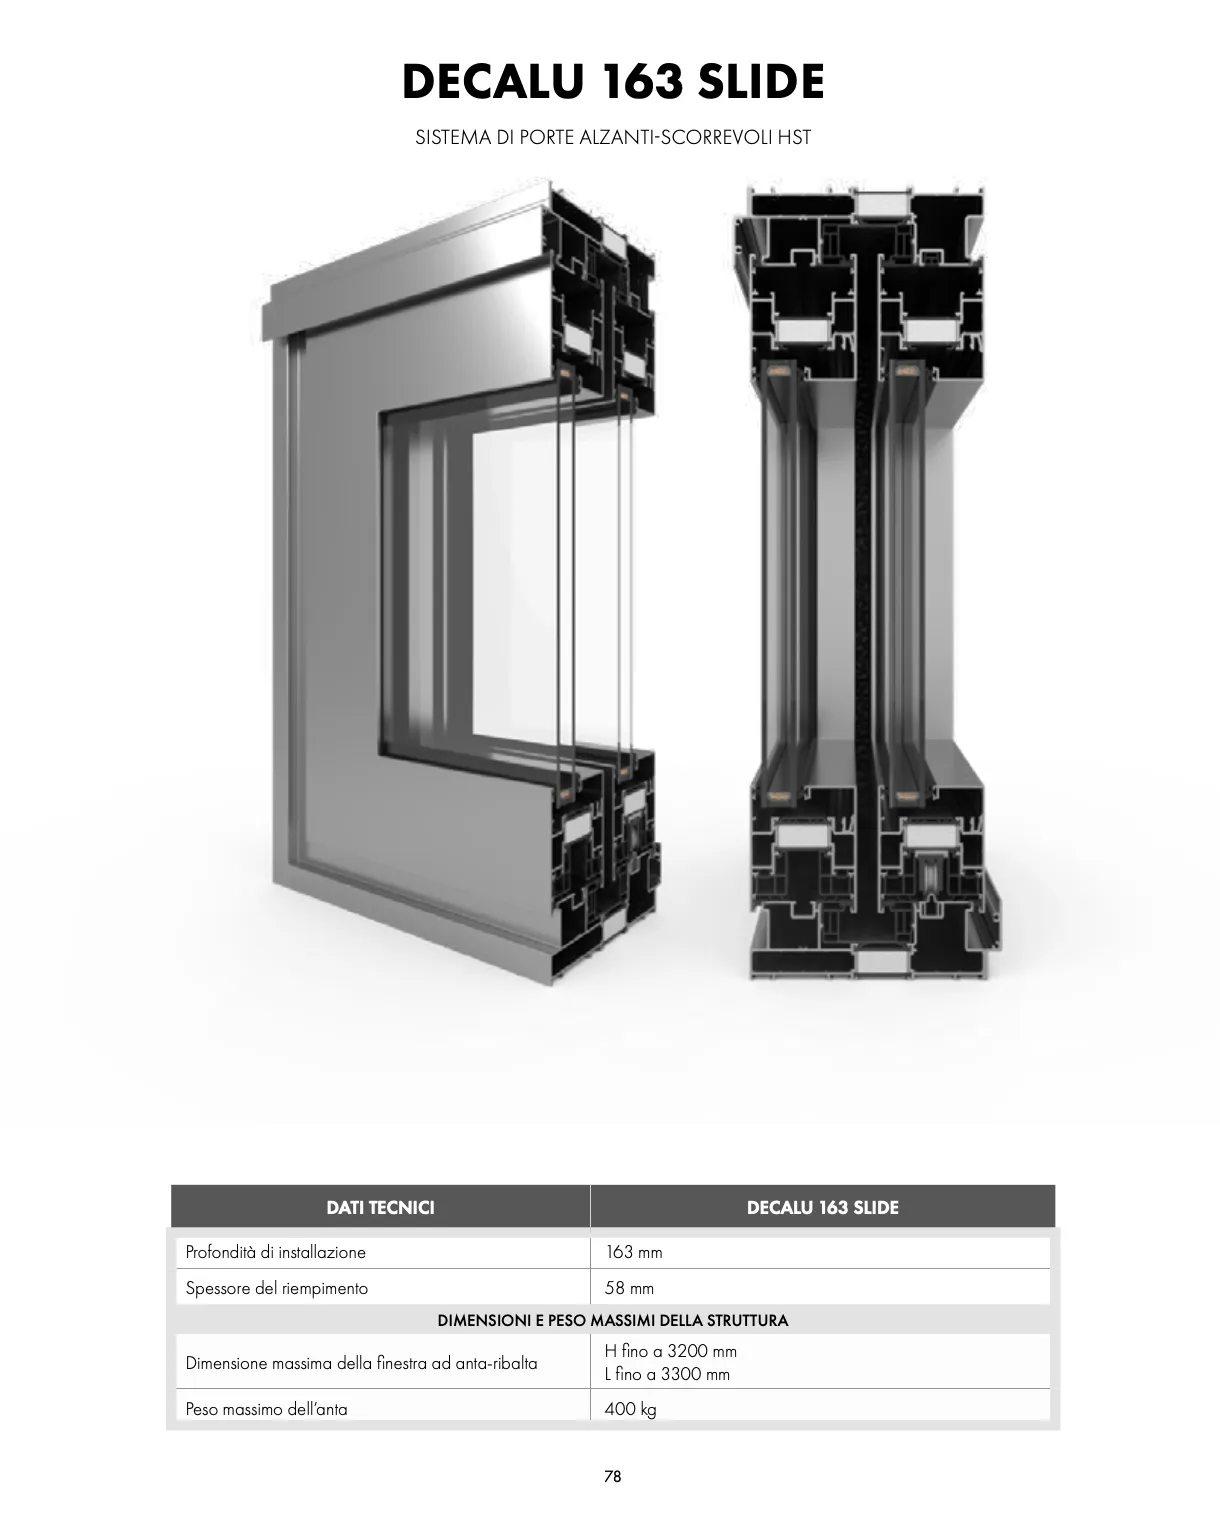 DECALU 163 SLIDE
SISTEMA DI PORTE ALZANTI-SCORREVOLI HST
DATI TECNICI
DECALU 163 SLIDE
Profondità di installazione
163 mm
Spessore del riempimento
58 mm
DIMENSIONI E PESO MASSIMI DELLA STRUTTURA
Dimensione massima della finestra ad anta-ribalta
H fino a 3200 mm
L fino a 3300 mm
Peso massimo dell’anta
400 kg
78